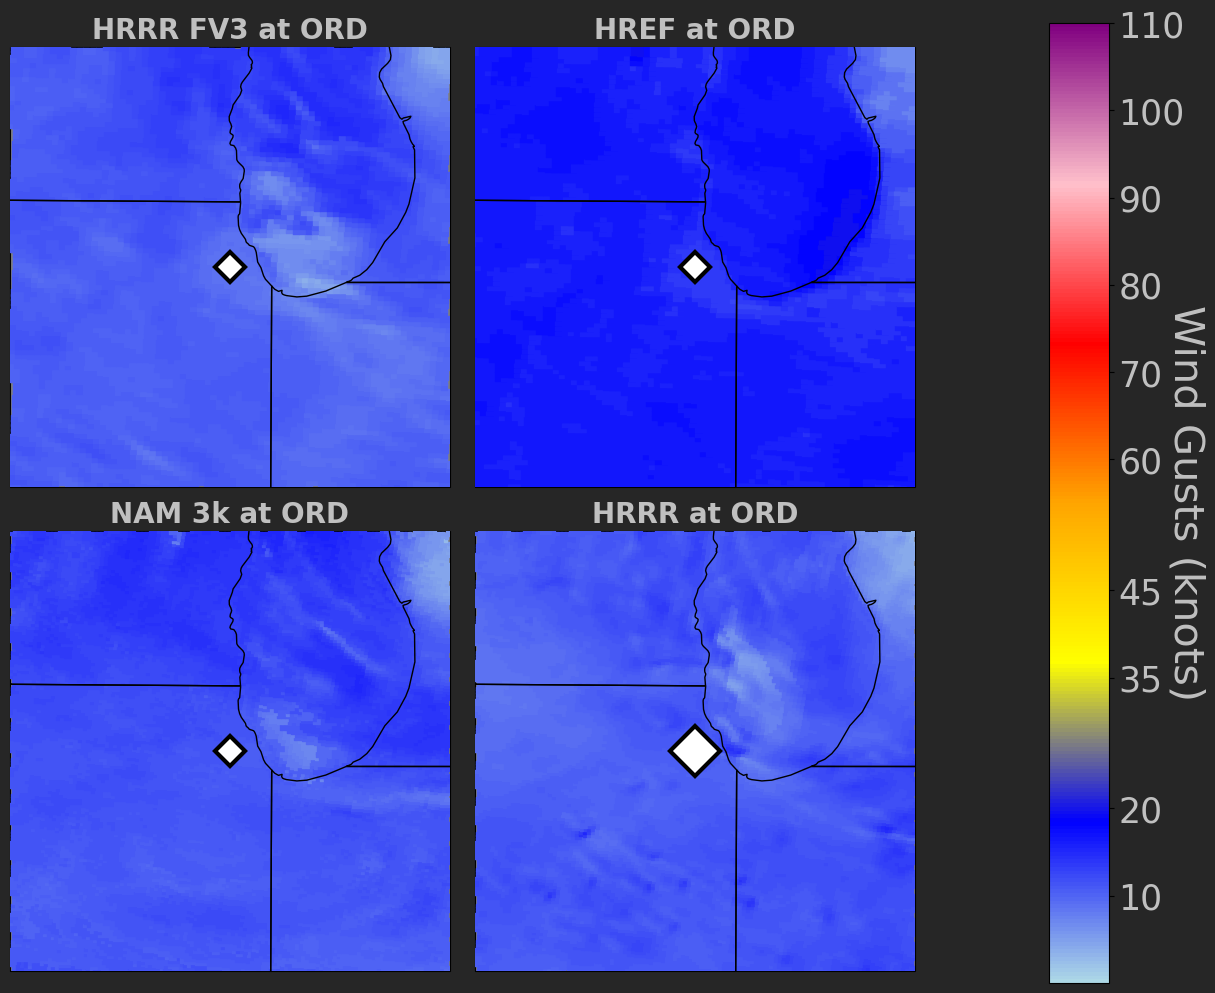 HRRR FV3 at ORD
HREF at ORD
NAM 3k at ORD
HRRR at ORD
110
100
90
80
70
60
45
35
20
10
Wind Gusts (knots)